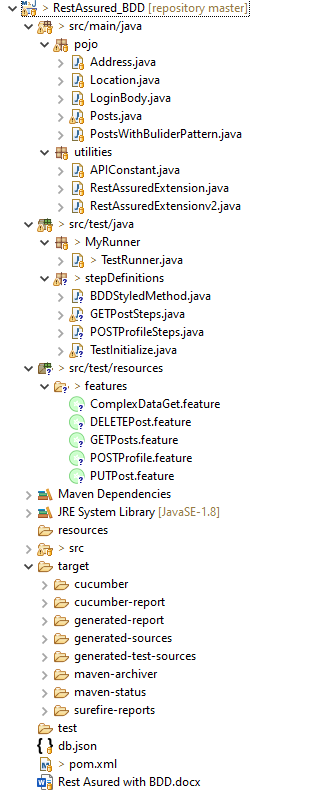 > RestAssured_BDD [repository master]
> src/main/java
pojo
Address.java
Location.java
LoginBody.java
Posts.java
PostsWithBuliderPattern.java
utilities
APIConstant.java
RestAssuredExtension.java
RestAssuredExtensionv2.java
> src/test/java
> MyRunner
> TestRunner.java
> stepDefinitions
BDDStyledMethod.java
GETPostSteps.java
POSTProfileSteps.java
TestInitialize.java
> src/test/resources
> features
ComplexDataGet.feature
DELETEPost.feature
GETPosts.feature
POSTProfile.feature
PUTPost.feature
Maven Dependencies
JRE System Library [JavaSE-1.8]
resources
> src
target
cucumber
cucumber-report
generated-report
generated-sources
generated-test-sources
maven-archiver
maven-status
surefire-reports
test
db.json
> pom.xml
Rest Asured with BDD.docx